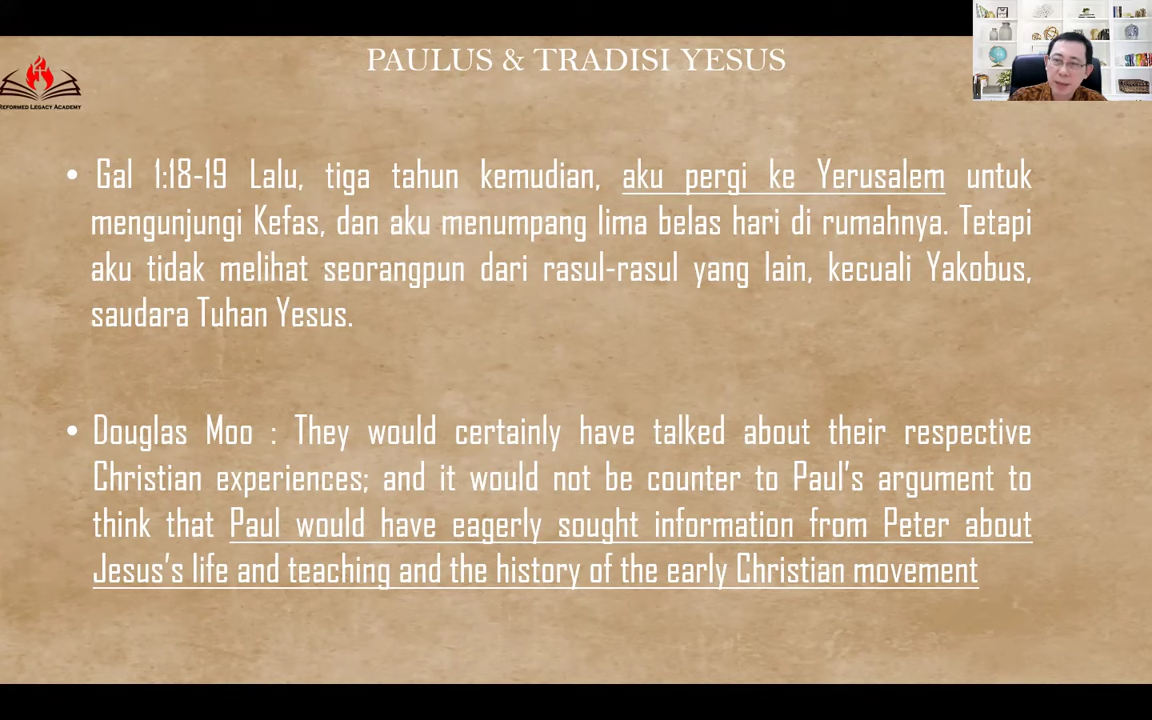 PAULUS & TRADISI YESUS
REFORMED LEGACY ACADEMY
• Gal 1:18-19 Lalu, tiga tahun kemudian, aku pergi ke Yerusalem untuk
mengunjungi Kefas, dan aku menumpang lima belas hari di rumahnya. Tetapi
aku tidak melihat seorangpun dari rasul-rasul yang lain, kecuali Yakobus,
saudara Tuhan Yesus.
• Douglas Moo : They would certainly have talked about their respective
Christian experiences; and it would not be counter to Paul's argument to
think that Paul would have eagerly sought information from Peter about
Jesus's life and teaching and the history of the early Christian movement